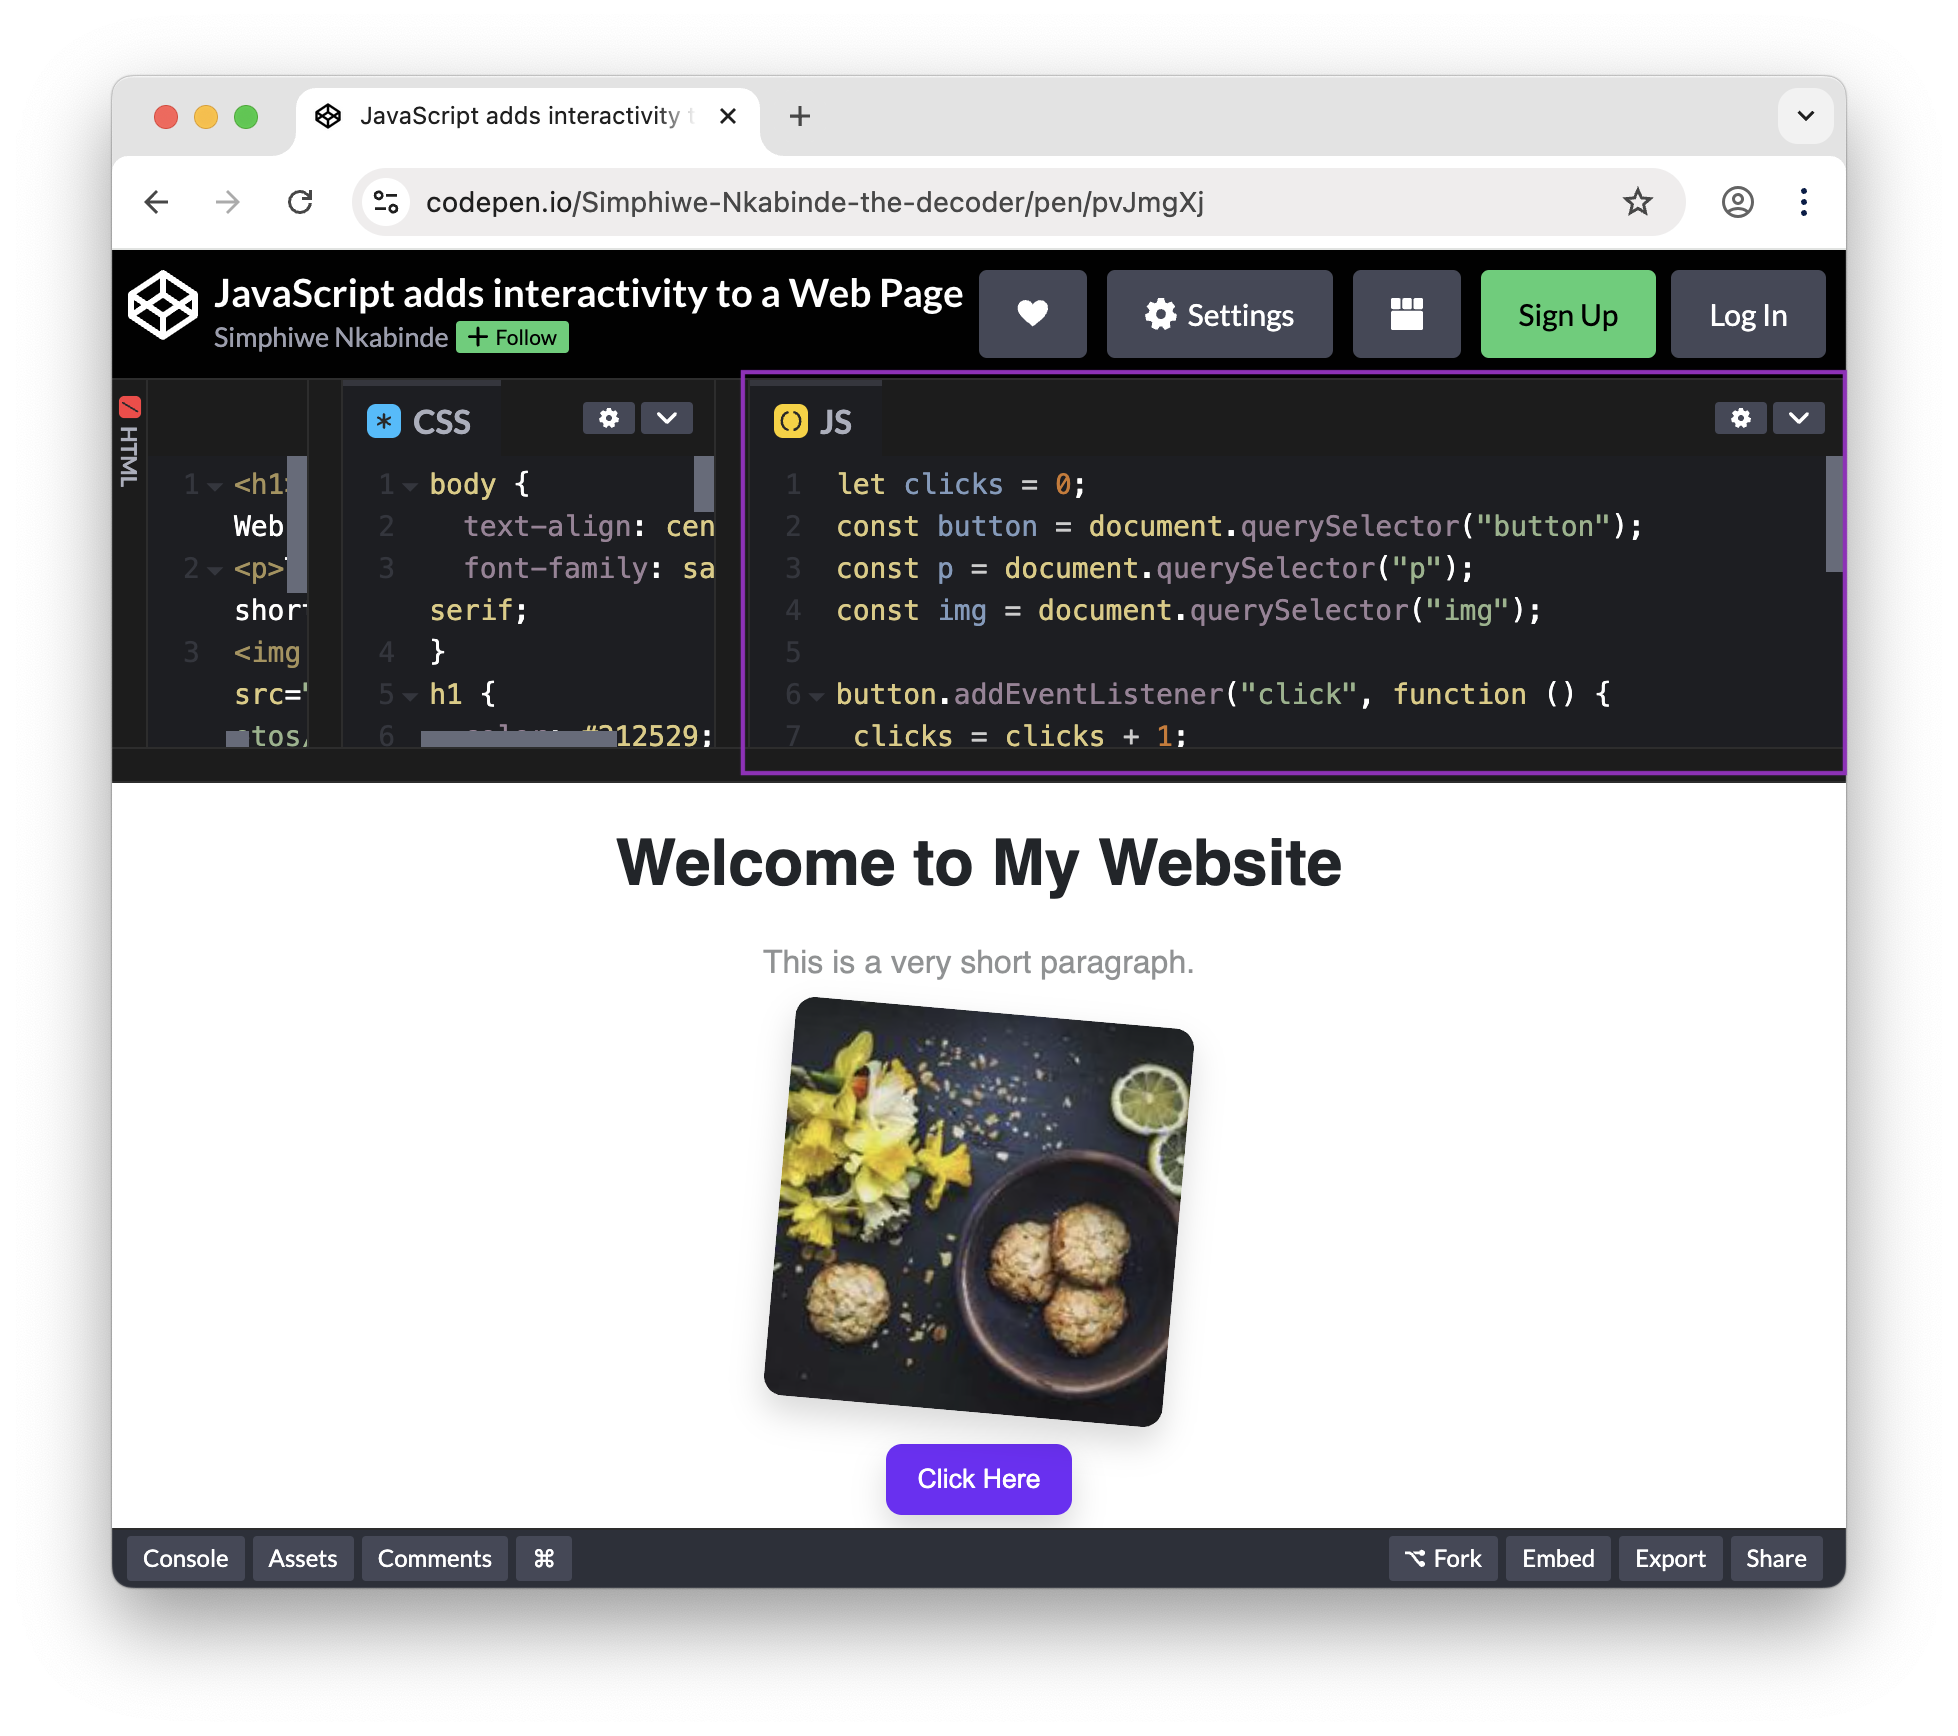 JavaScript adds interactivity
codepen.io/Simphiwe-Nkabinde-the-decoder/pen/pvJmgXj
JavaScript adds interactivity to a Web Page
Simphiwe Nkabinde
+ Follow
Settings
Sign Up
Log In
HTML
1 <h1>
Web
2 <p>
3 <img
src="
CSS
1 body {
2 text-align: cen
3 font-family: sa
serif;
4 }
5 h1 {
6
JS
1 let clicks = 0;
2 const button = document.querySelector("button");
3 const p = document.querySelector("p");
4 const img = document.querySelector("img");
5
6 button.addEventListener("click", function () {
7 clicks = clicks + 1;
Welcome to My Website
This is a very short paragraph.
Click Here
Console
Assets
Comments
⌘
Fork
Embed
Export
Share